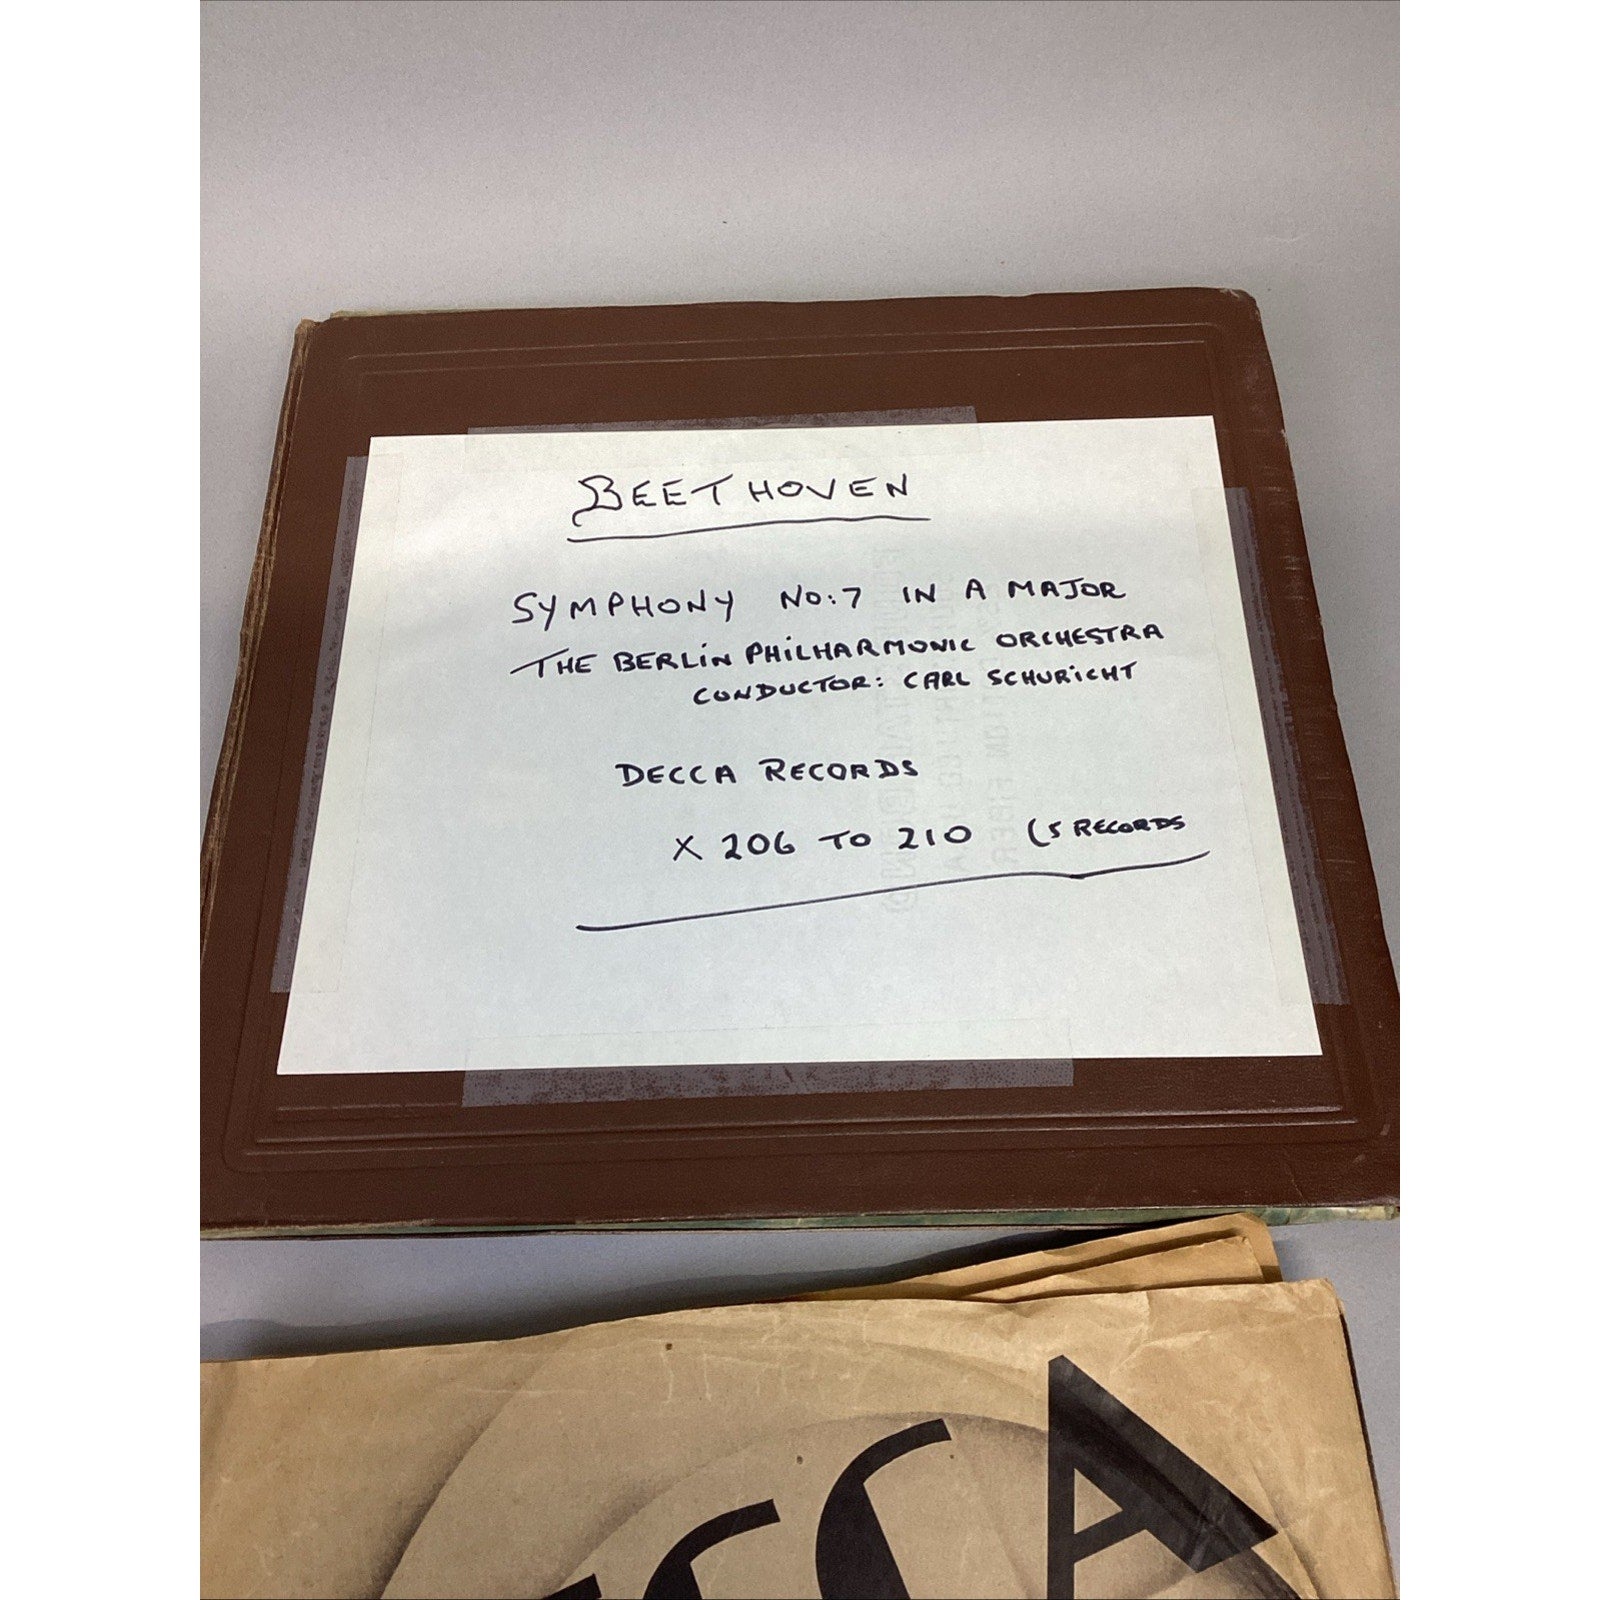 BEETHOVEN
SYMPHONY NO:7 IN A MAJOR
THE BERLIN PHILHARMONIC ORCHESTRA
CONDUCTOR: CARL SCHURICHT
DECCA RECORDS
X 206 TO 210 (5 RECORDS
CCA